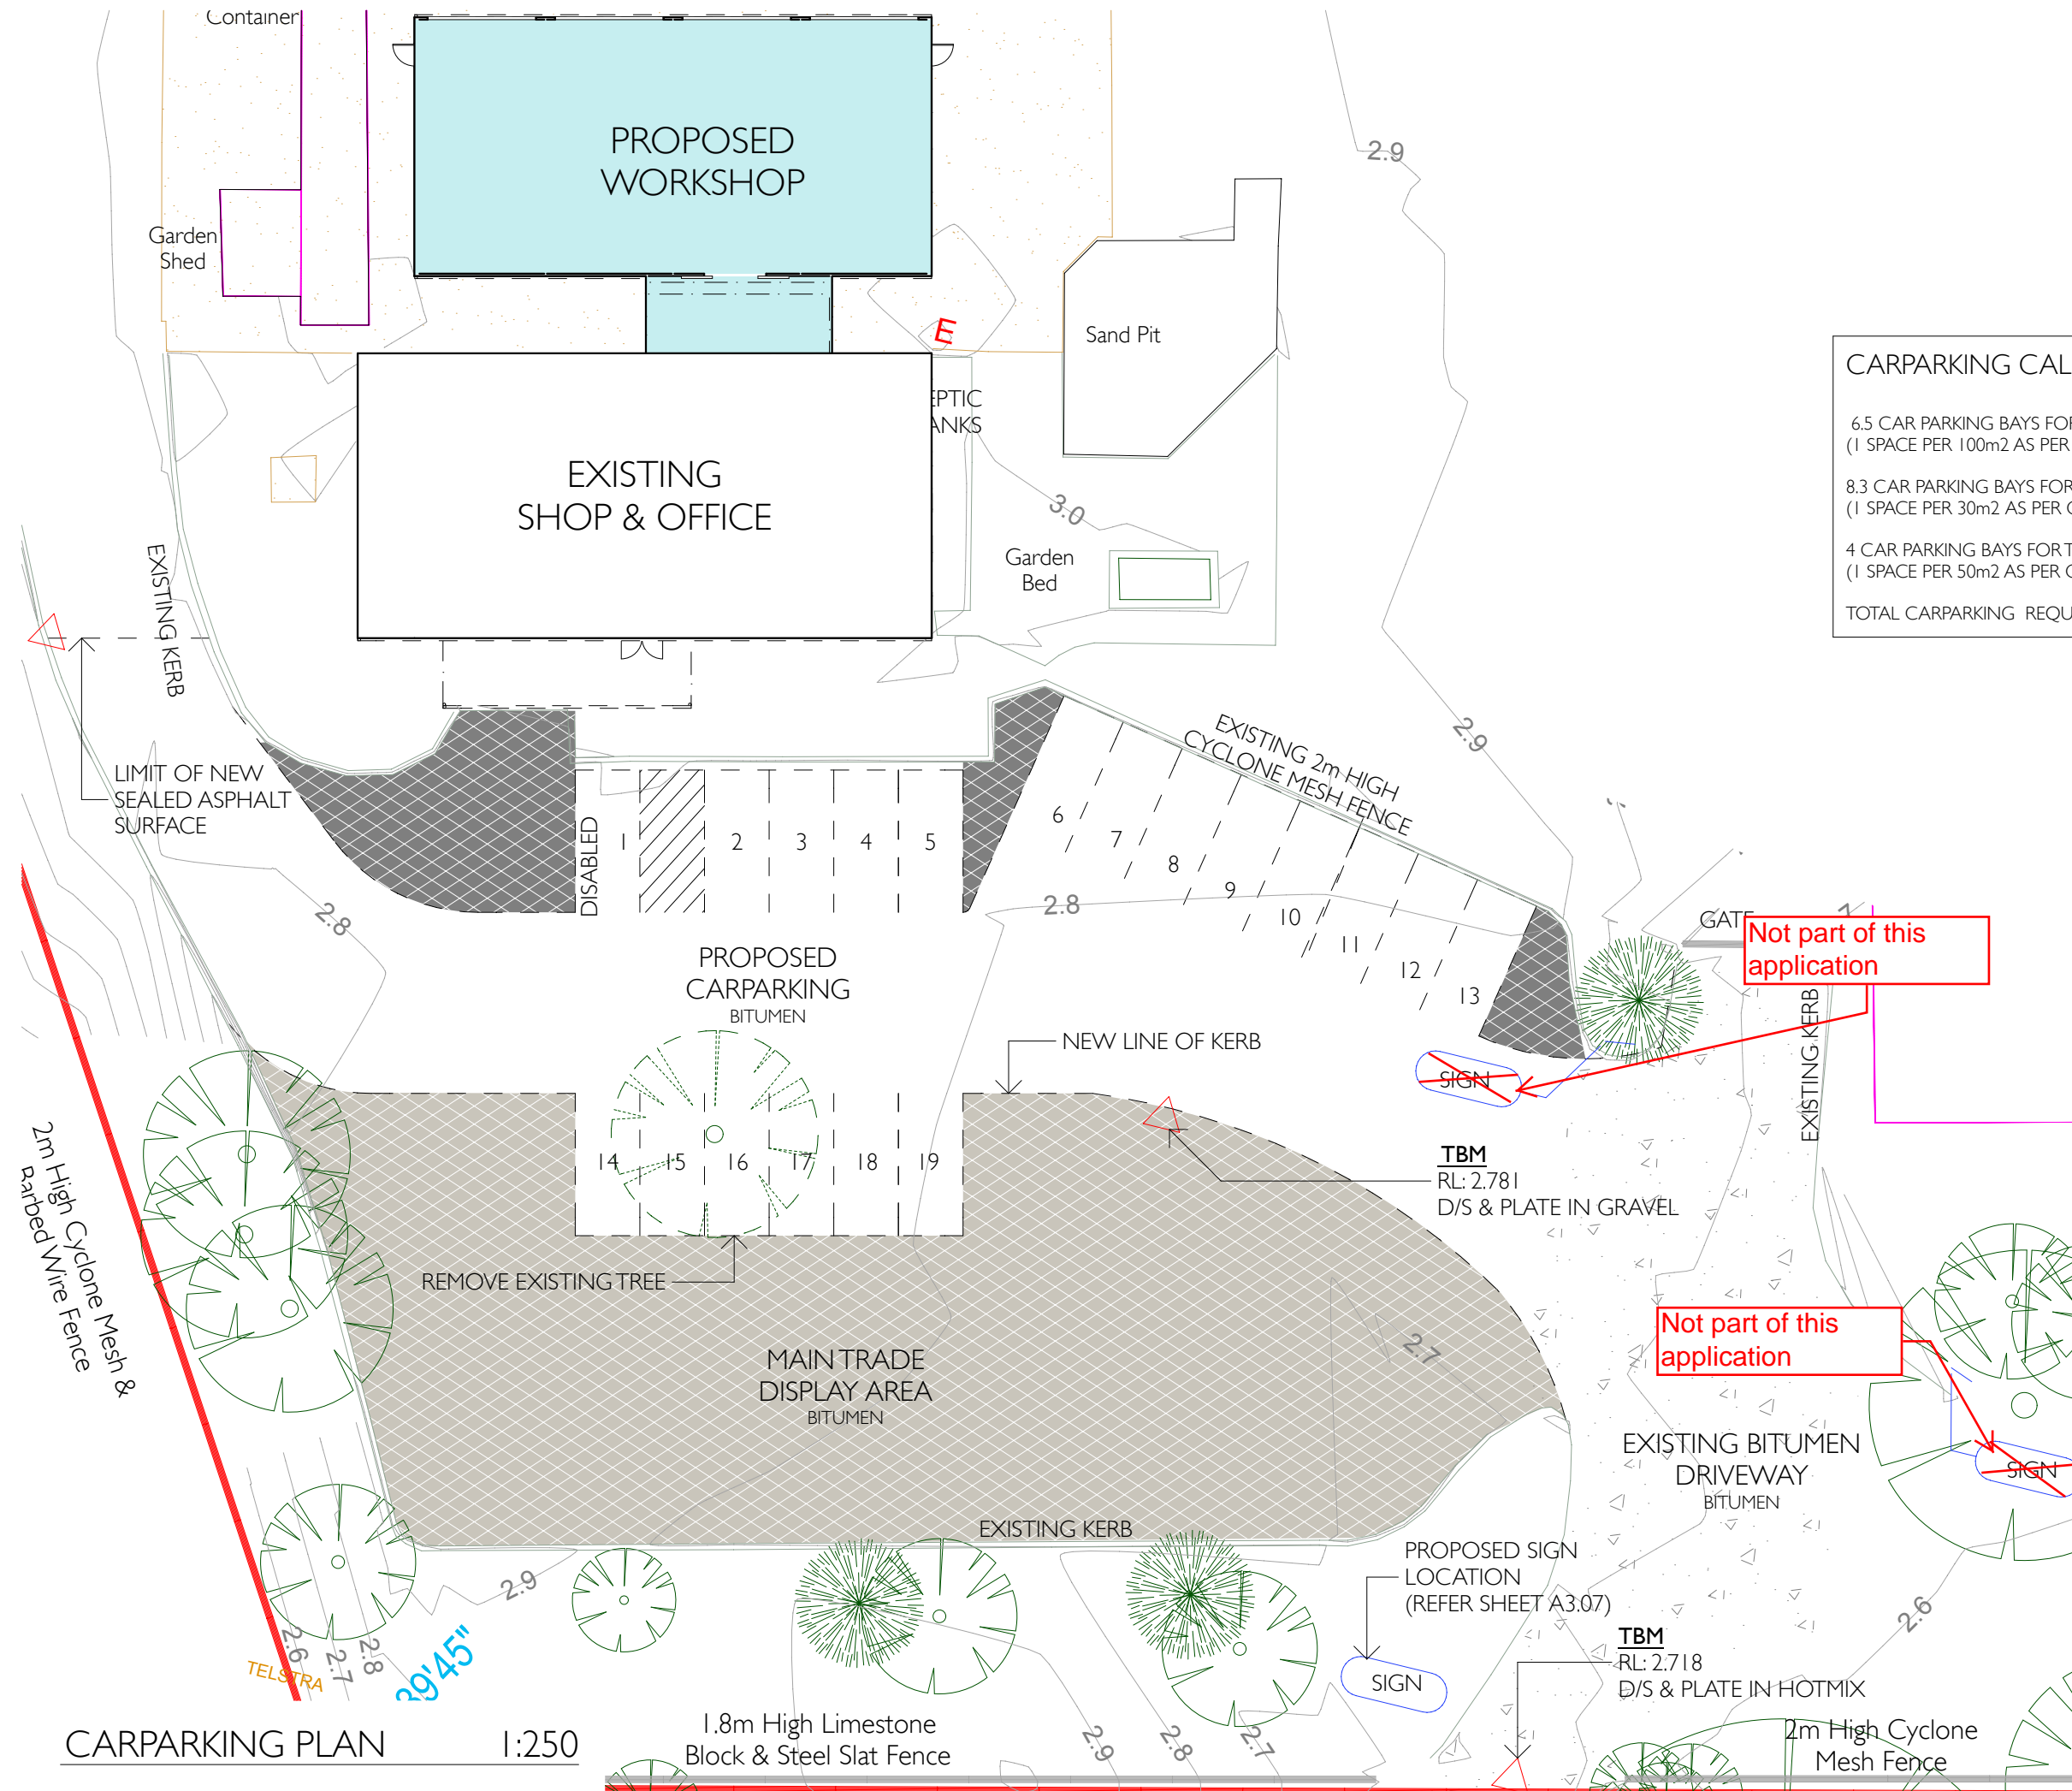 Container
PROPOSED
WORKSHOP
2.9
Garden
Shed
E
Sand Pit
CARPARKING CAL
6.5 CAR PARKING BAYS FOR
(1 SPACE PER 100m2 AS PER
8.3 CAR PARKING BAYS FOR
(1 SPACE PER 30m2 AS PER
4 CAR PARKING BAYS FOR T
(1 SPACE PER 50m2 AS PER
TOTAL CARPARKING REQU
EPTIC
ANKS
EXISTING
SHOP & OFFICE
3.0
Garden
Bed
EXISTING KERB
LIMIT OF NEW
SEALED ASPHALT
SURFACE
2.9
EXISTING 2m HIGH
CYCLONE MESH FENCE
DISABLED
1
2
3
4
5
6
7
8
9
10
11
12
13
2.8
2.8
GATE
Not part of this
application
PROPOSED
CARPARKING
BITUMEN
NEW LINE OF KERB
EXISTING KERB
SIGN
2m High Cyclone Mesh &
Barbed Wire Fence
14
15
16
17
18
19
TBM
RL: 2.781
D/S & PLATE IN GRAVEL
REMOVE EXISTING TREE
Not part of this
application
2.7
MAIN TRADE
DISPLAY AREA
BITUMEN
EXISTING BITUMEN
DRIVEWAY
BITUMEN
SIGN
EXISTING KERB
PROPOSED SIGN
LOCATION
(REFER SHEET A3.07)
2.9
2.6
TBM
RL: 2.718
D/S & PLATE IN HOTMIX
SIGN
2.6
2.7
2.8
TELSTRA
39'45"
CARPARKING PLAN 1:250
1.8m High Limestone
Block & Steel Slat Fence
2.9
2.8
2.7
2m High Cyclone
Mesh Fence